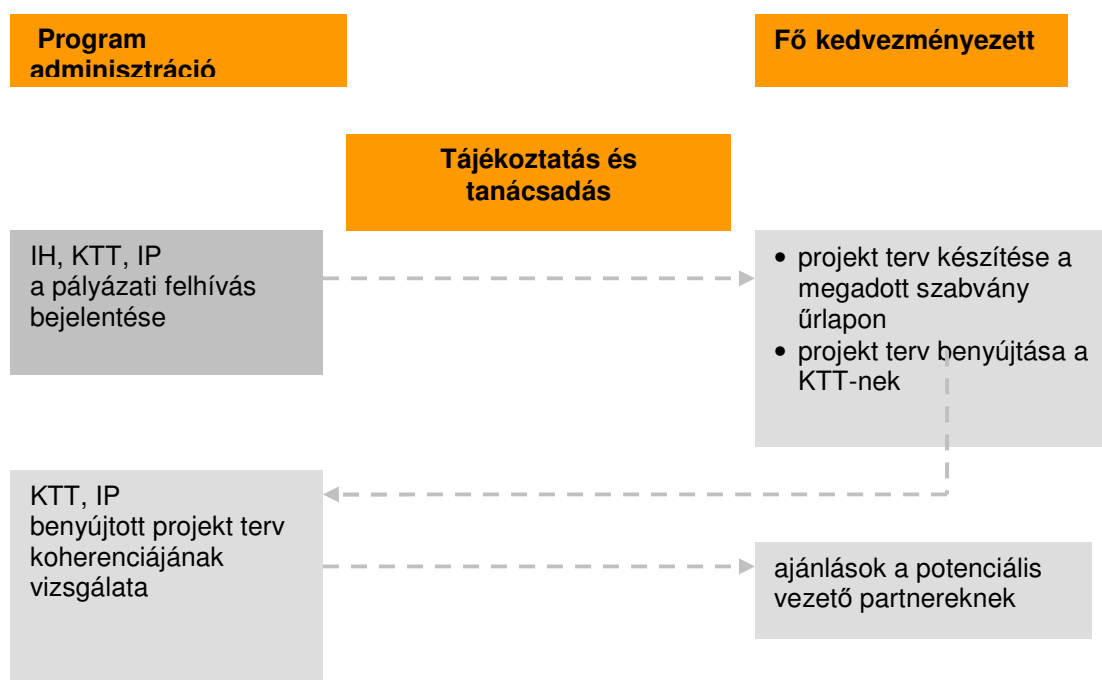 Program
adminisztráció
Fő kedvezményezett
Tájékoztatás és
tanácsadás
IH, KTT, IP
a pályázati felhívás
bejelentése
• projekt terv készítése a
megadott szabvány
űrlapon
• projekt terv benyújtása a
KTT-nek
KTT, IP
benyújtott projekt terv
koherenciájának
vizsgálata
ajánlások a potenciális
vezető partnereknek